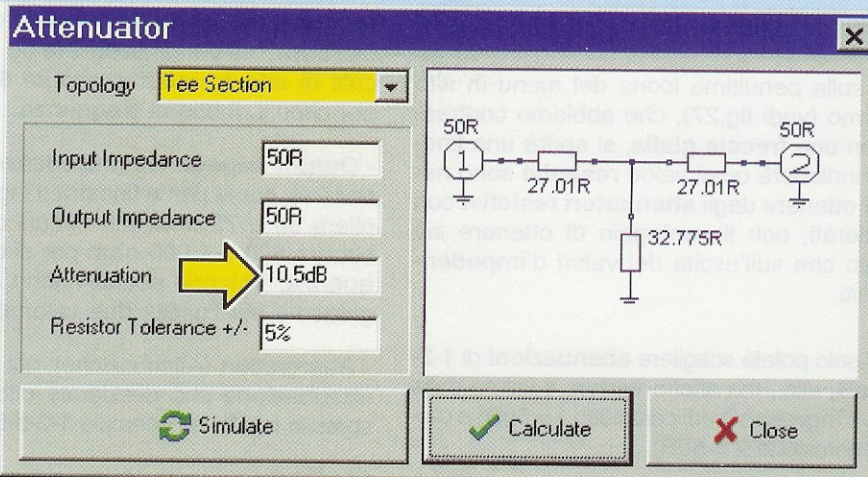 Attenuator
Topology Tee Section
Input Impedance 50R
Output Impedance 50R
Attenuation 10.5dB
Resistor Tolerance +/- 5%
50R
50R
1
2
27.01R
27.01R
32.775R
Simulate
Calculate
Close